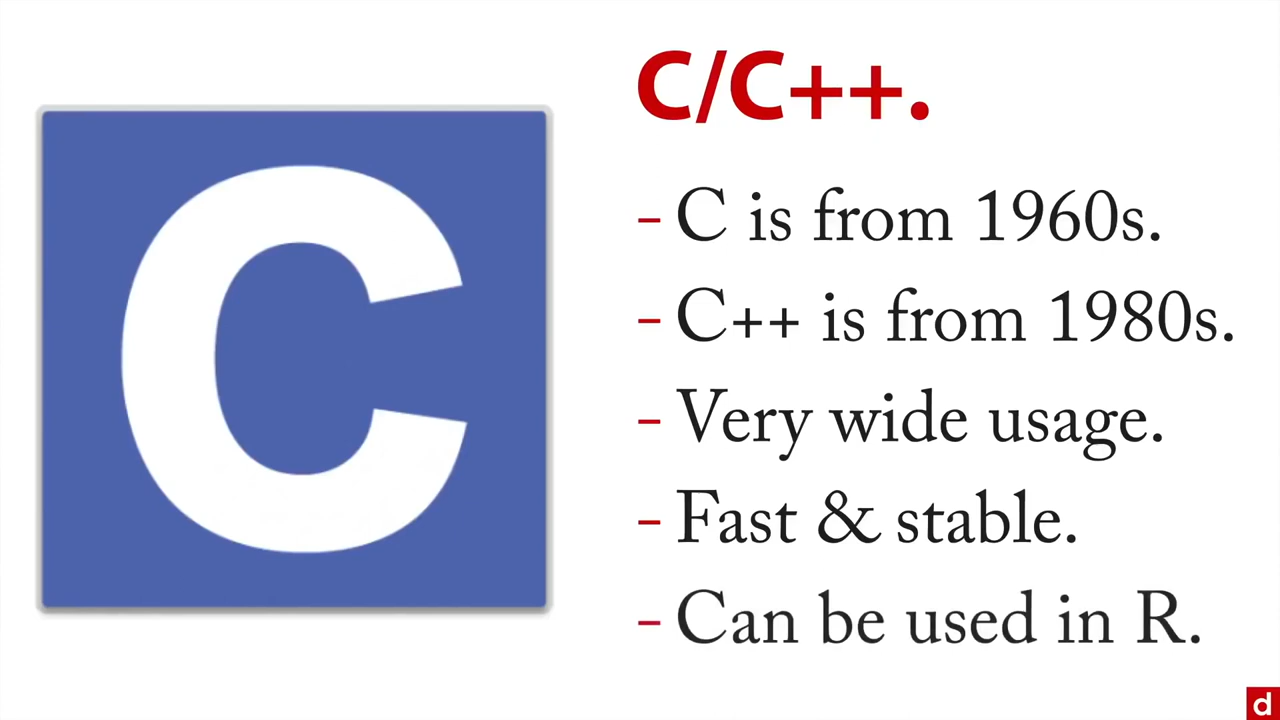 C
C/C++.
- C is from 1960s.
- C++ is from 1980s.
- Very wide usage.
- Fast & stable.
- Can be used in R.
d